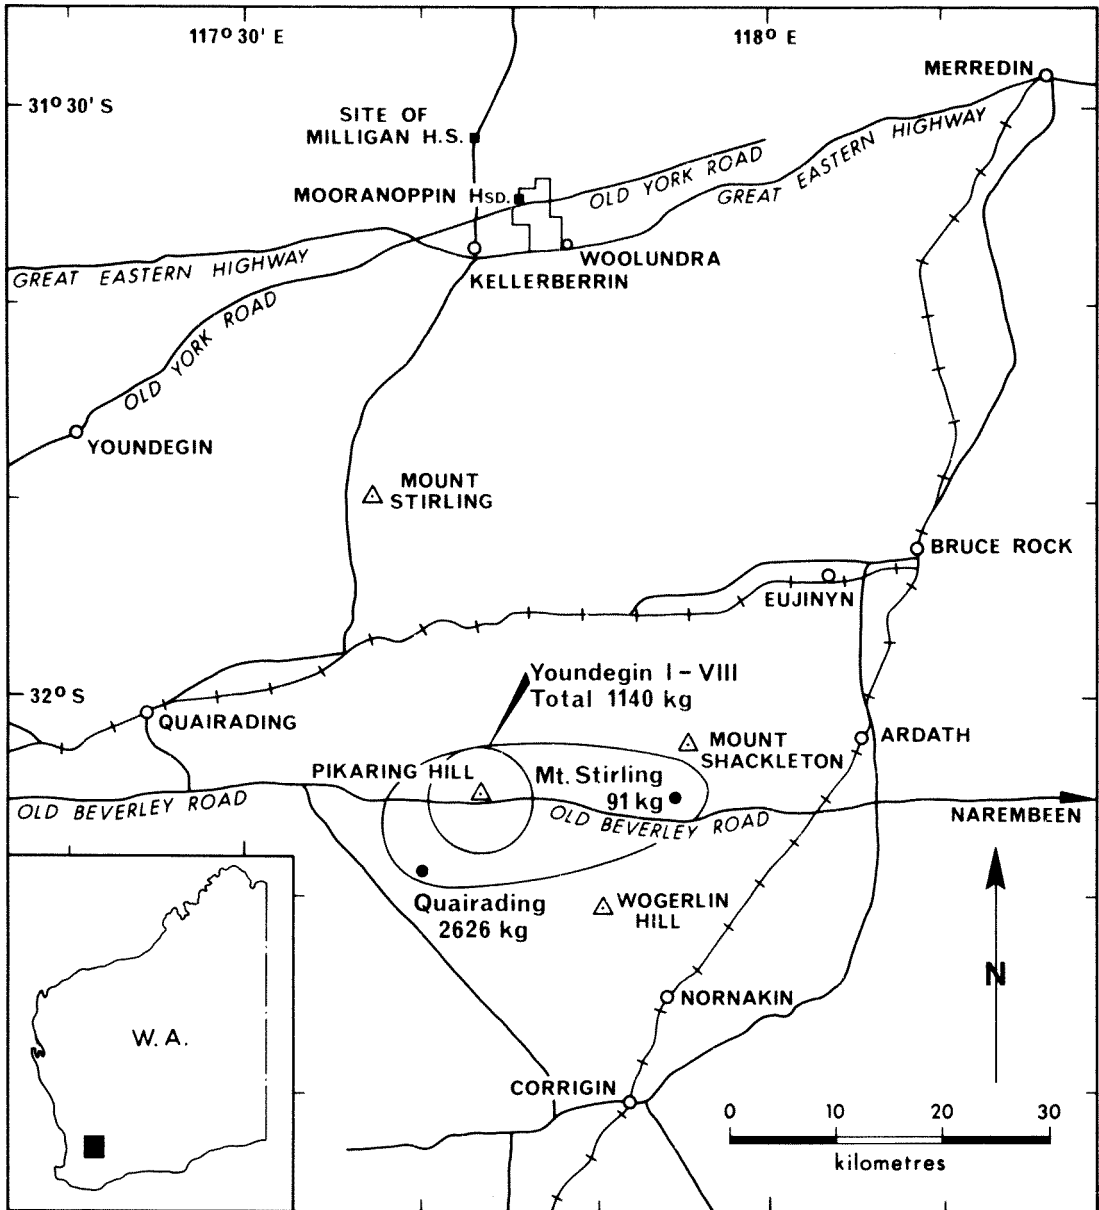 117° 30' E
118° E
MERREDIN
31° 30' S
SITE OF
MILLIGAN H.S.
GREAT EASTERN HIGHWAY
OLD YORK ROAD
MOORANOPPIN HSD.
WOOLUNDRA
GREAT EASTERN HIGHWAY
KELLERBERRIN
OLD YORK ROAD
YOUNDEGIN
MOUNT
STIRLING
BRUCE ROCK
EUJINYN
Youndegin I – VIII
Total 1140 kg
32° S
QUAIRADING
ARDATH
MOUNT
SHACKLETON
PIKARING HILL
Mt. Stirling
91 kg
OLD BEVERLEY ROAD
OLD BEVERLEY ROAD
NAREMBEEN
Quairading
2626 kg
WOGERLIN
HILL
N
NORNAKIN
W. A.
CORRIGIN
0 10 20 30
kilometres